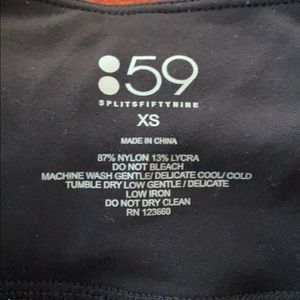 :59
SPLITSFIFTYNINE
XS
MADE IN CHINA
87% NYLON 13% LYCRA
DO NOT BLEACH
MACHINE WASH GENTLE/ DELICATE COOL/ COLD
TUMBLE DRY LOW GENTLE / DELICATE
LOW IRON
DO NOT DRY CLEAN
RN 123660